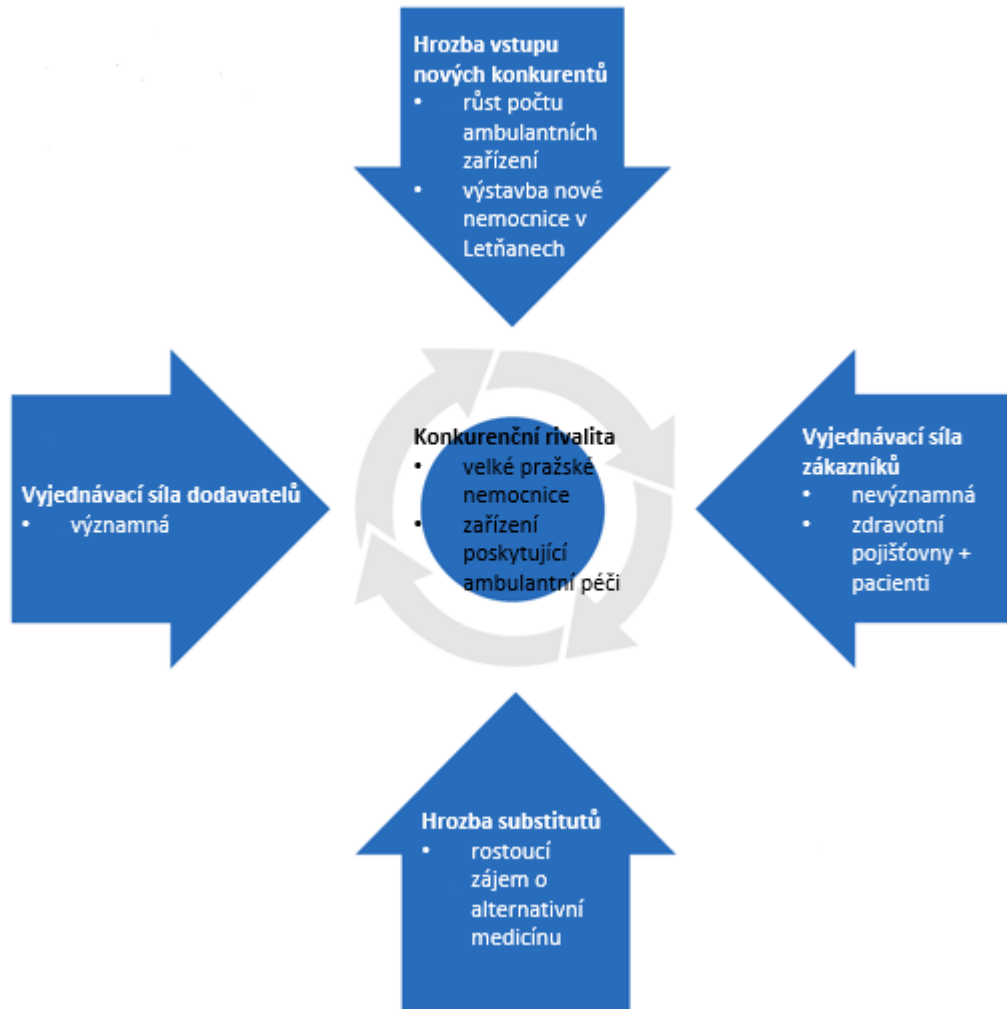 Hrozba vstupu
nových konkurentů
• růst počtu
ambulantních
zařízení
• výstavba nové
nemocnice v
Letňanech
Vyjednávací síla dodavatelů
• významná
Konkurenční rivalita
• velké pražské
nemocnice
• zařízení
poskytující
ambulantní péči
Vyjednávací síla
zákazníků
• nevýznamná
• zdravotní
pojišťovny +
pacienti
Hrozba substitutů
• rostoucí
zájem o
alternativní
medicínu